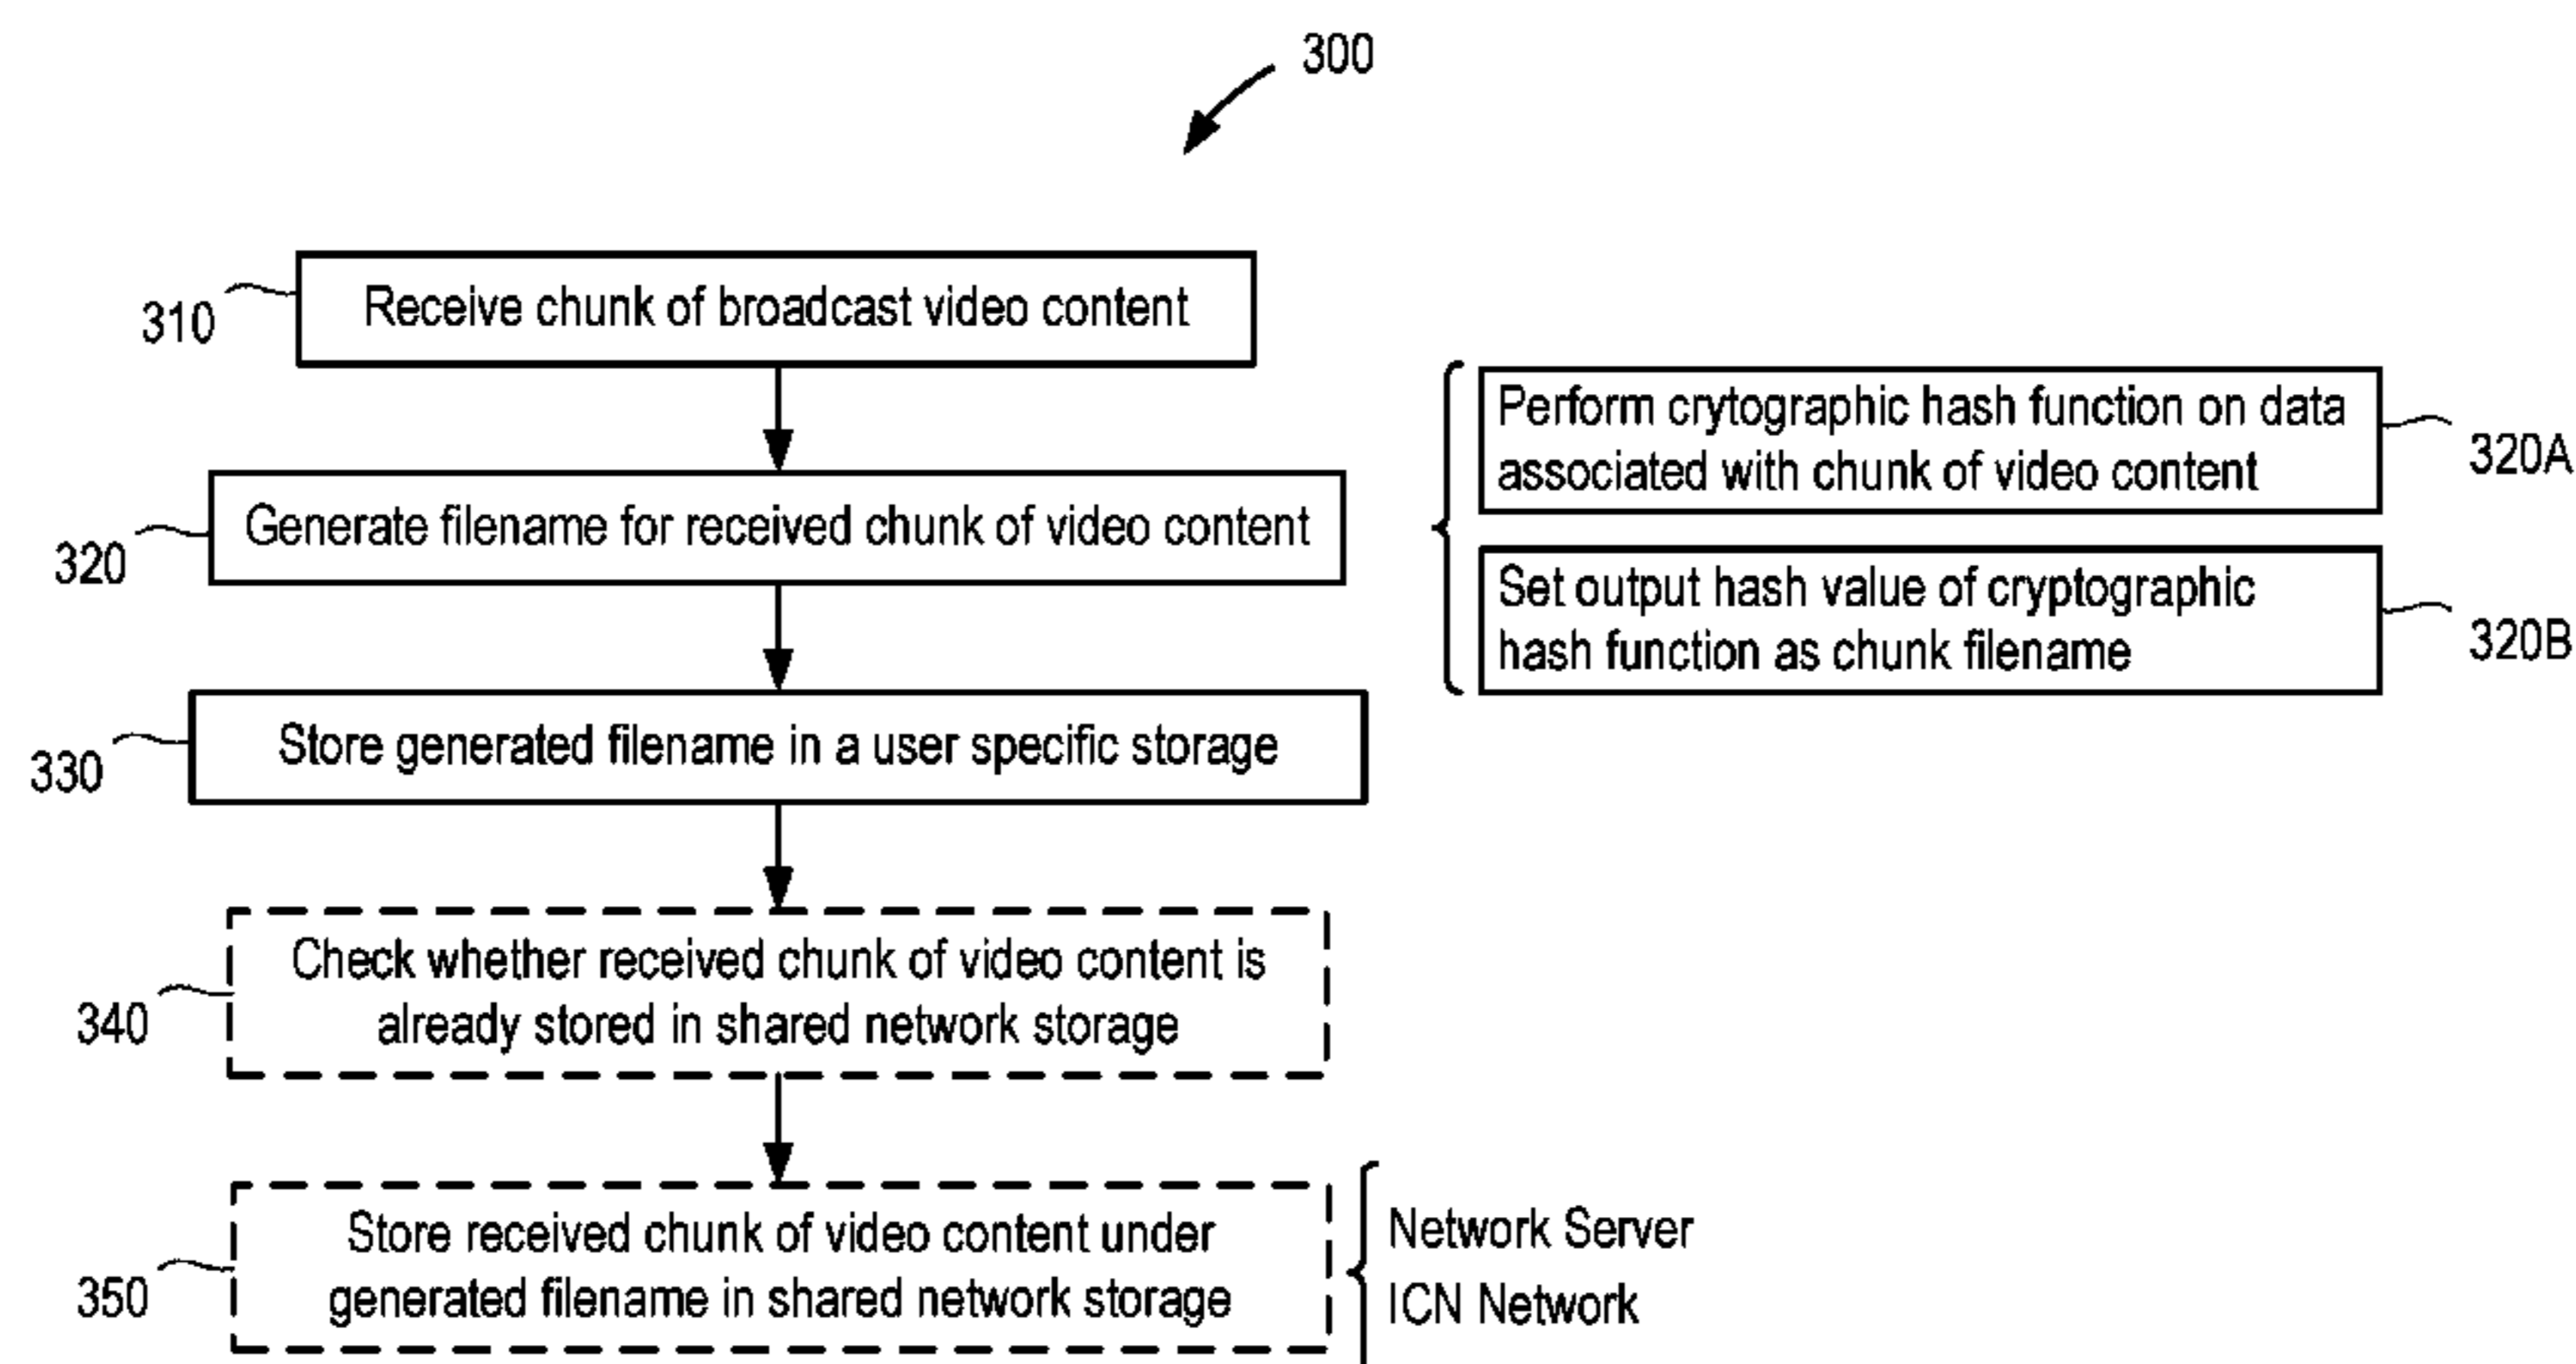 300
310
Receive chunk of broadcast video content
320
Generate filename for received chunk of video content
Perform crytographic hash function on data
associated with chunk of video content
320A
Set output hash value of cryptographic
hash function as chunk filename
320B
330
Store generated filename in a user specific storage
340
Check whether received chunk of video content is
already stored in shared network storage
350
Store received chunk of video content under
generated filename in shared network storage
Network Server
ICN Network